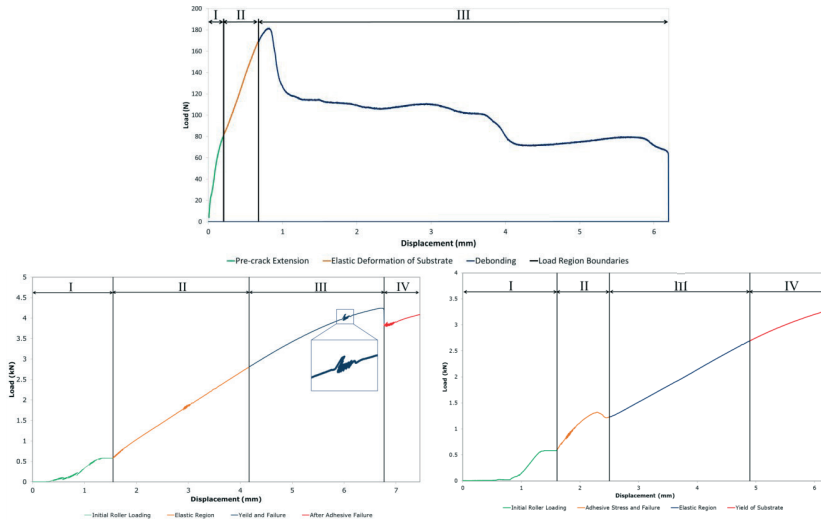 I II III
200
180
160
140
120
100
80
60
40
20
0
Load (N)
0 1 2 3 4 5 6
Displacement (mm)
Pre-crack Extension Elastic Deformation of Substrate Debonding Load Region Boundaries
I II III IV
5
4.5
4
3.5
3
2.5
2
1.5
1
0.5
0
Load (kN)
0 1 2 3 4 5 6 7
Displacement (mm)
Initial Roller Loading Elastic Region Yeild and Failure After Adhesive Failure
I II III IV
4
3.5
3
2.5
2
1.5
1
0.5
0
Load (kN)
0 1 2 3 4 5 6
Displacement (mm)
Initial Roller Loading Adhesive Stress and Failure Elastic Region Yield of Substrate